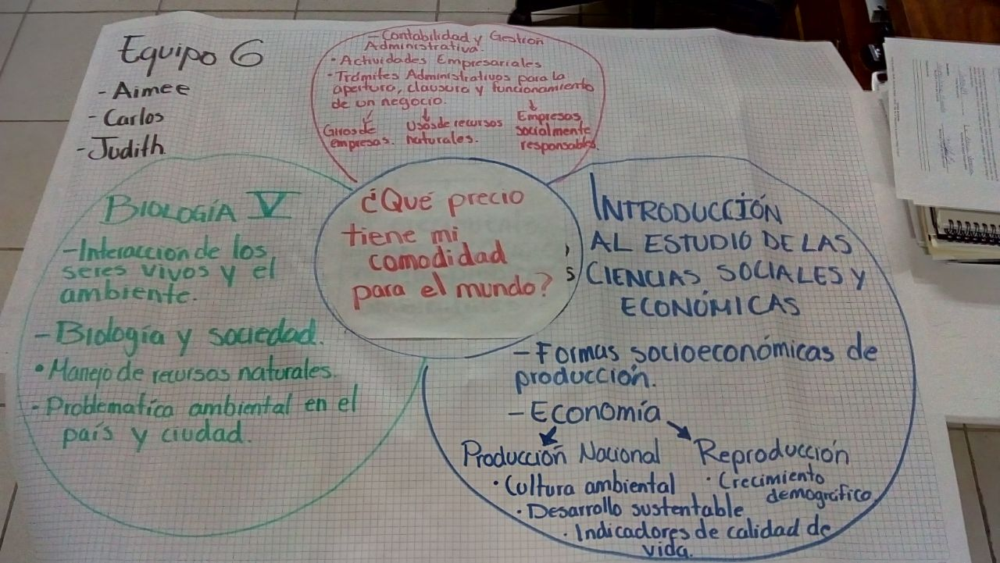 Equipo 6
- Aimee
- Carlos
- Judith
- Contabilidad y Gestión
Administrativa.
• Actividades Empresariales
- Trámites Administrativos para la
apertura, clausura y funcionamiento
de un negocio.
Giros de
empresas.
Usos de recursos
naturales.
Empresas
socialmente
responsables.
¿Qué precio
tiene mi
comodidad
para el mundo?
BIOLOGÍA V
- Interacción de los
seres vivos y el
ambiente.
- Biología y sociedad.
• Manejo de recursos naturales.
- Problematica ambiental en el
país y ciudad.
INTRODUCCIÓN
AL ESTUDIO DE LAS
CIENCIAS SOCIALES Y
ECONÓMICAS
- Formas socioeconómicas de
producción.
- Economía
Producción Nacional
• Cultura ambiental
• Desarrollo sustentable
• Indicadores de calidad de
vida.
Reproducción
• Crecimiento
demográfico